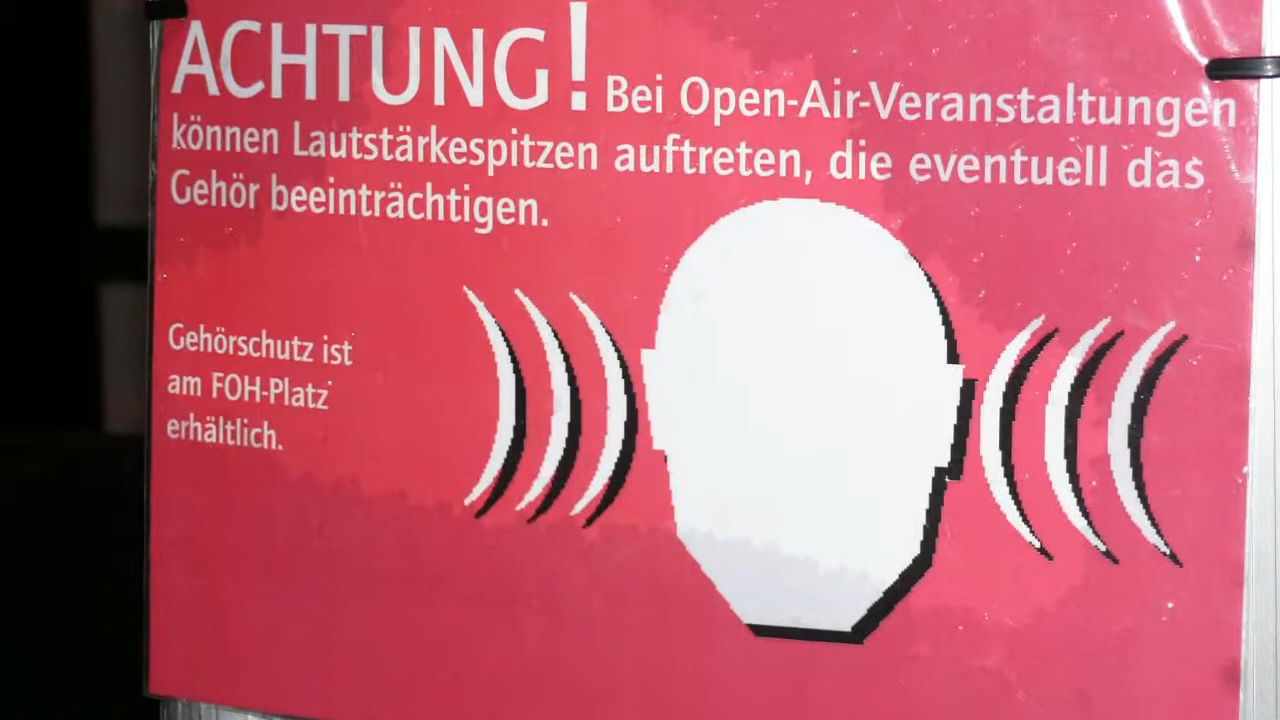 ACHTUNG! Bei Open-Air-Veranstaltungen
können Lautstärkespitzen auftreten, die eventuell das
Gehör beeinträchtigen.
Gehörschutz ist
am FOH-Platz
erhältlich.